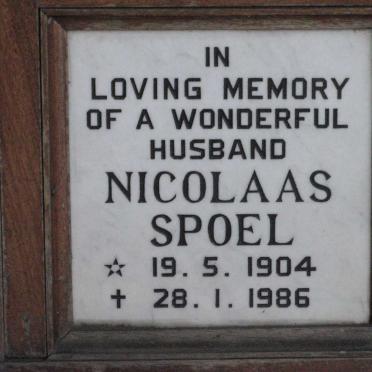 IN
LOVING MEMORY
OF A WONDERFUL
HUSBAND
NICOLAAS
SPOEL
☆ 19. 5. 1904
✝ 28. 1. 1986